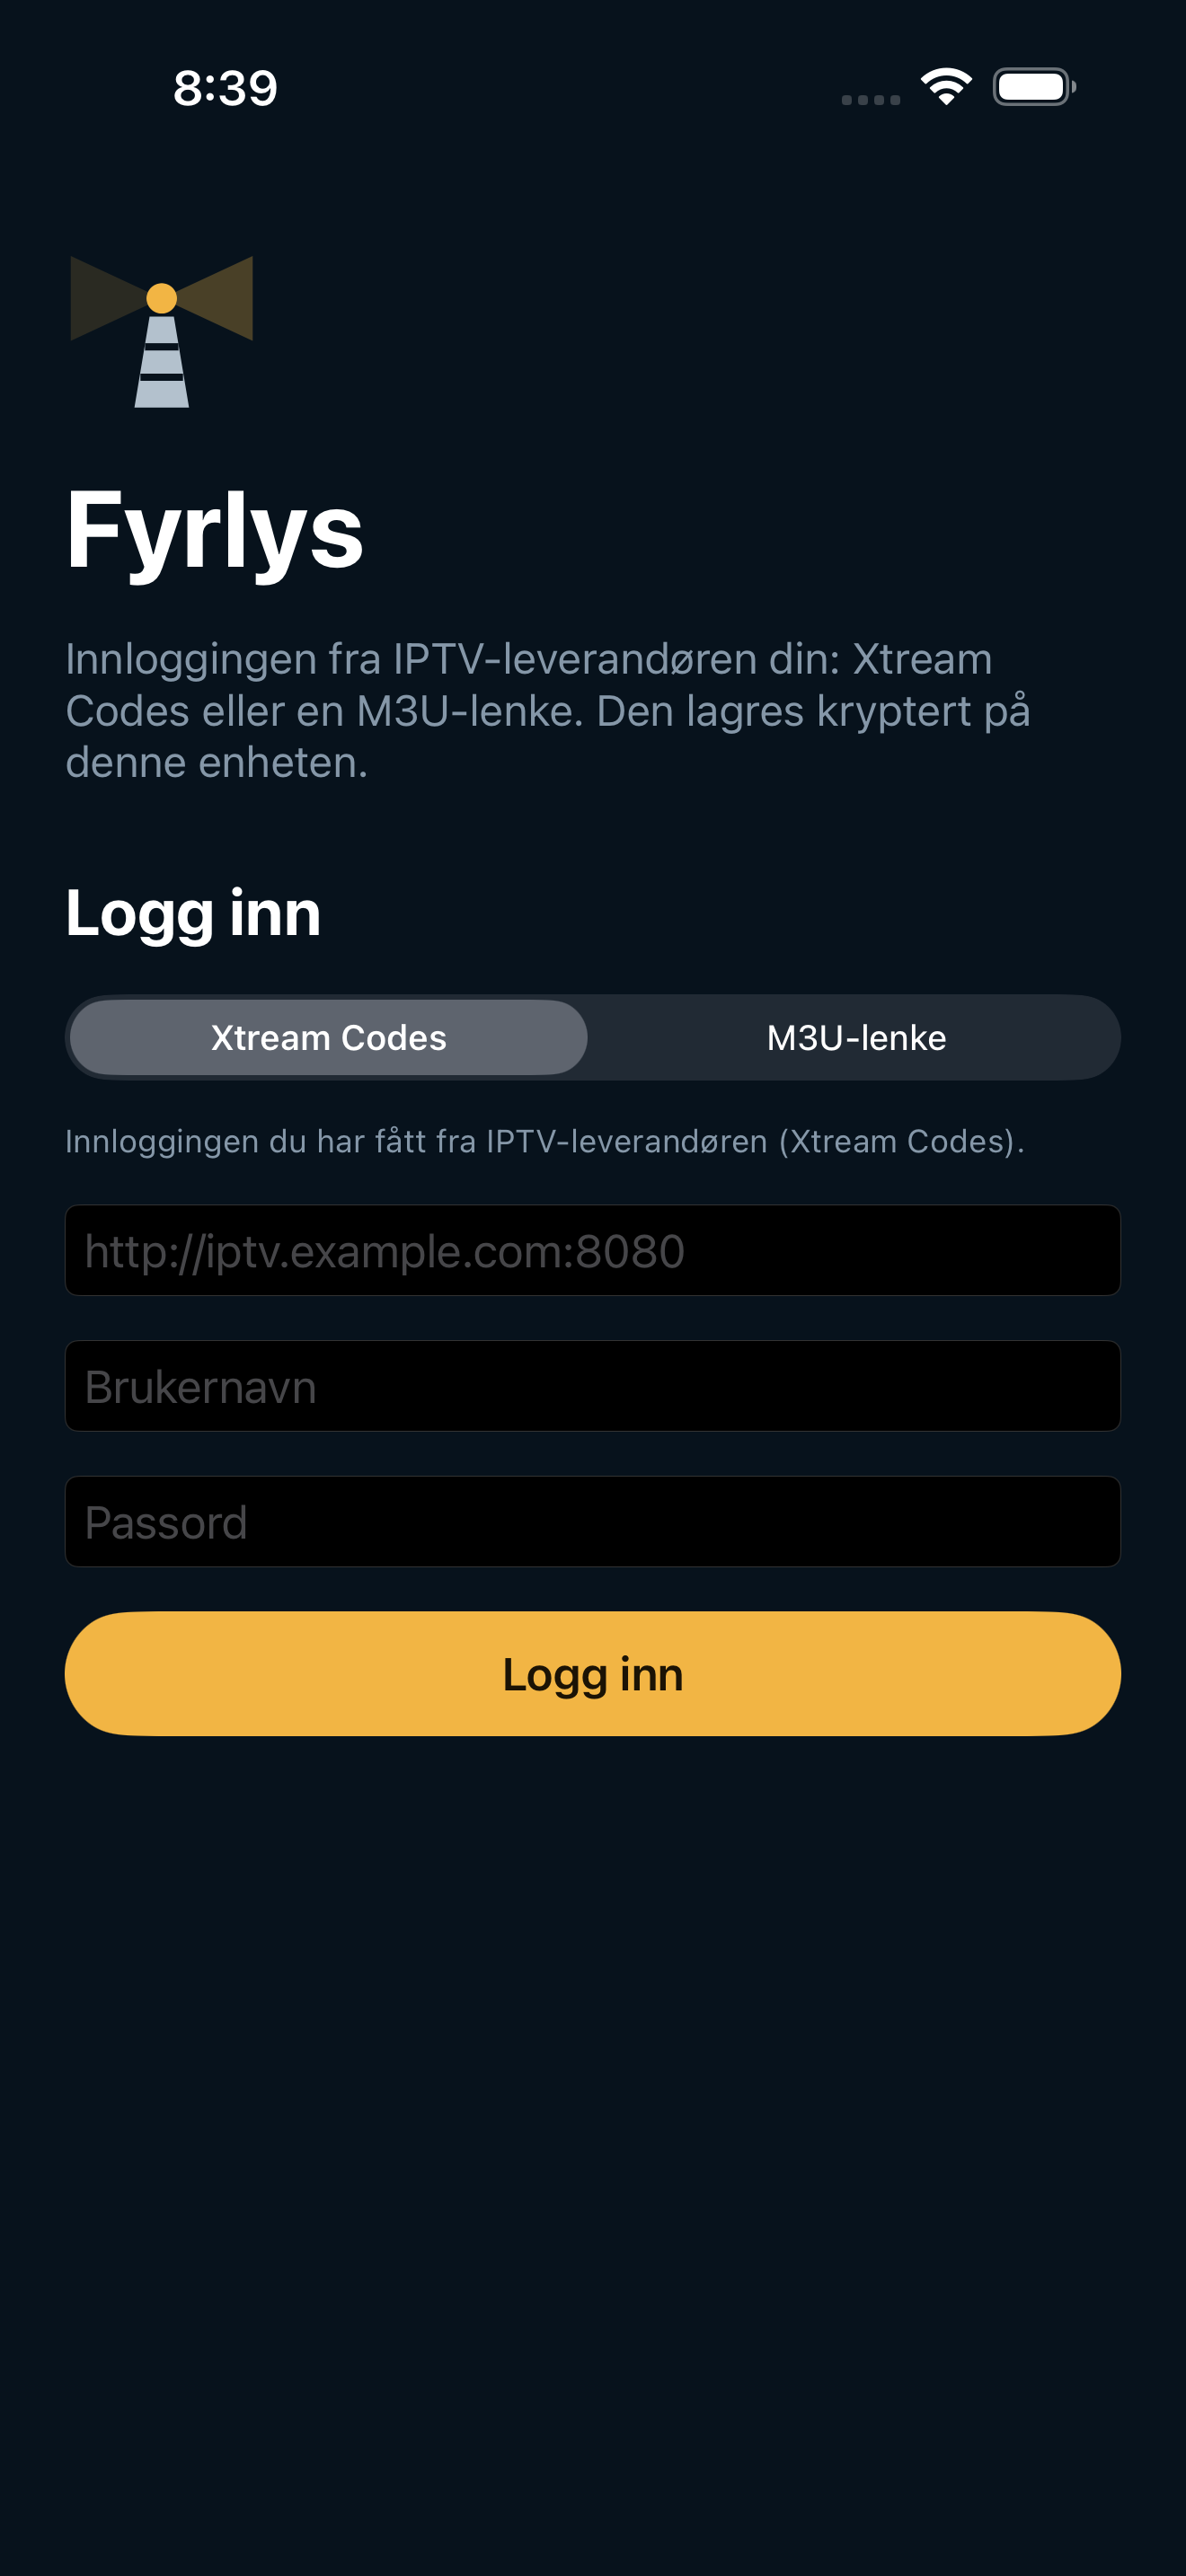 8:39
Fyrlys
Innloggingen fra IPTV-leverandøren din: Xtream
Codes eller en M3U-lenke. Den lagres kryptert på
denne enheten.
Logg inn
Xtream Codes
M3U-lenke
Innloggingen du har fått fra IPTV-leverandøren (Xtream Codes).
http://iptv.example.com:8080
Brukernavn
Passord
Logg inn